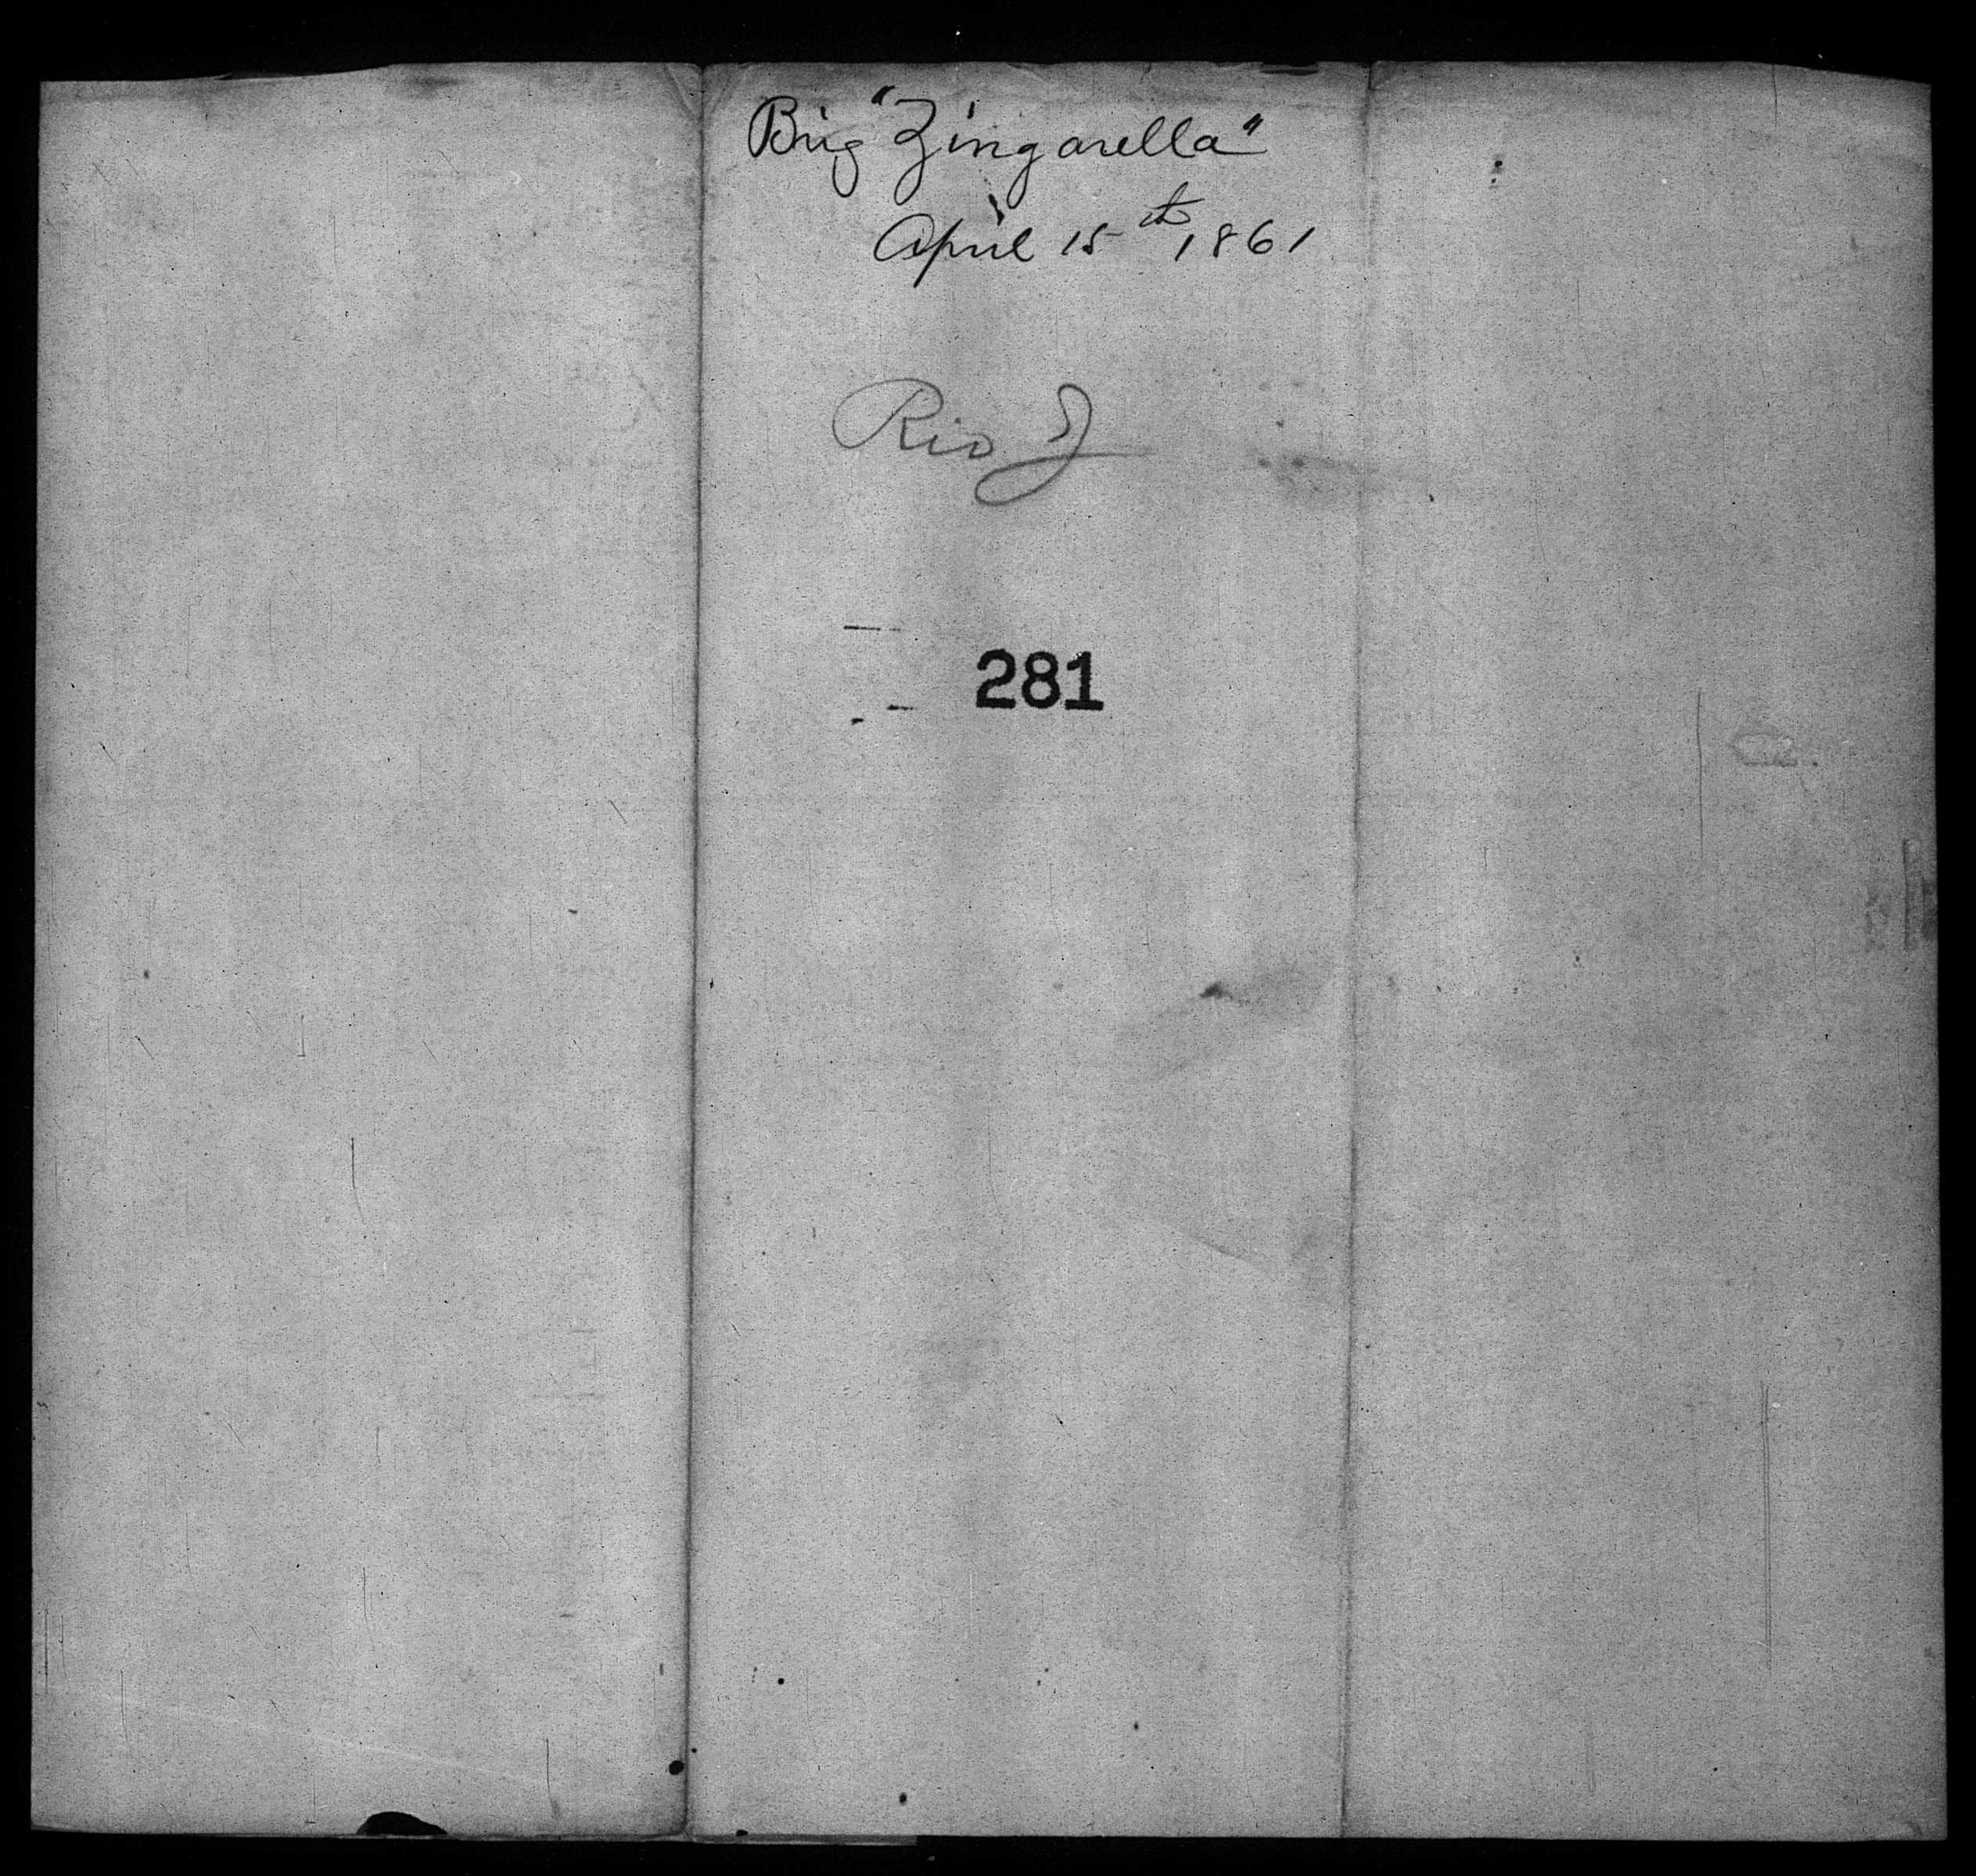 Brig "Zingarella"
April 15th 1861
Rio J
281